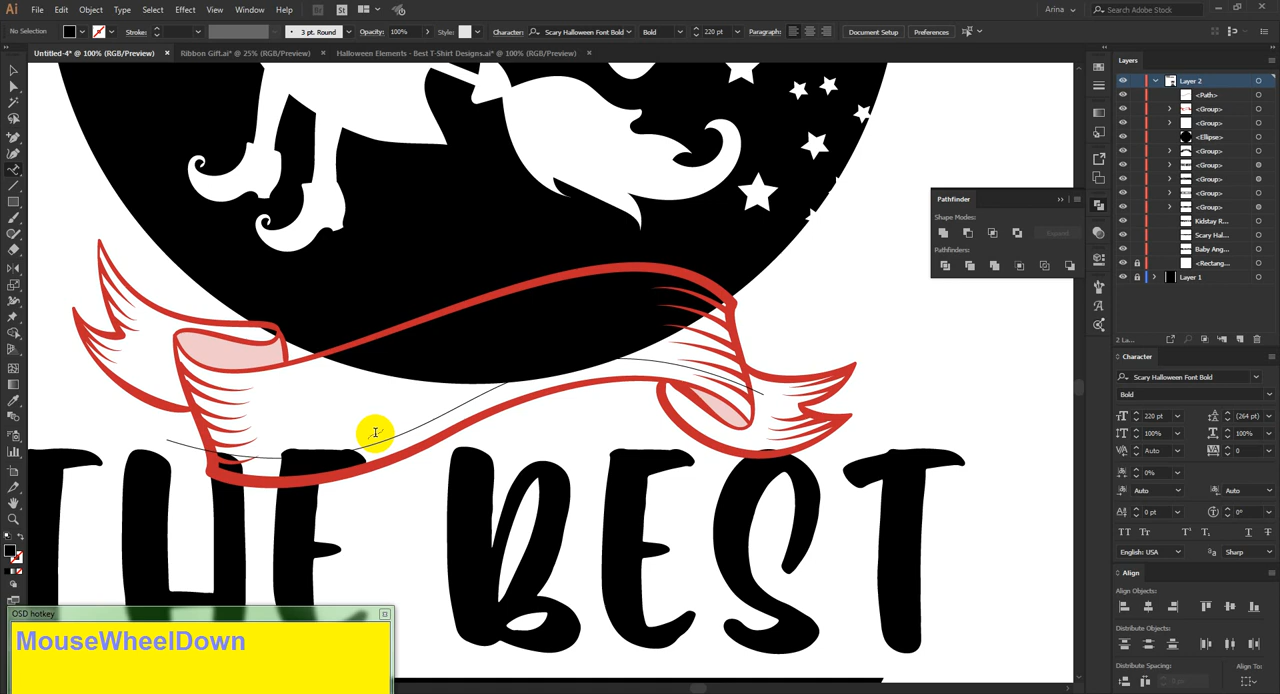 Ai File Edit Object Type Select Effect View Window Help Br St Arina Search Adobe Stock
No Selection Stroke: 3 pt. Round Opacity: 100% Style: Character: Scary Halloween Font Bold Bold 220 pt Paragraph: Document Setup Preferences
Untitled-4* @ 100% (RGB/Preview) × Ribbon Gift.ai* @ 25% (RGB/Preview) × Halloween Elements - Best T-Shirt Designs.ai* @ 100% (RGB/Preview) ×
Layers
Layer 2
<Path>
<Group>
<Group>
<Ellipse>
<Group>
<Group>
<Group>
<Group>
<Group>
Kidstay R...
Scary Hal...
Baby Ang...
<Rectang...
Layer 1
2 La...
Pathfinder
Shape Modes:
Expand
Pathfinders:
Character
Scary Halloween Font Bold
Bold
220 pt (264 pt)
100% 100%
Auto 0
0%
Auto Auto
0 pt 0°
English: USA Sharp
Align
Align Objects:
Distribute Objects:
Distribute Spacing: Align To:
THE BEST
OSD hotkey
MouseWheelDown